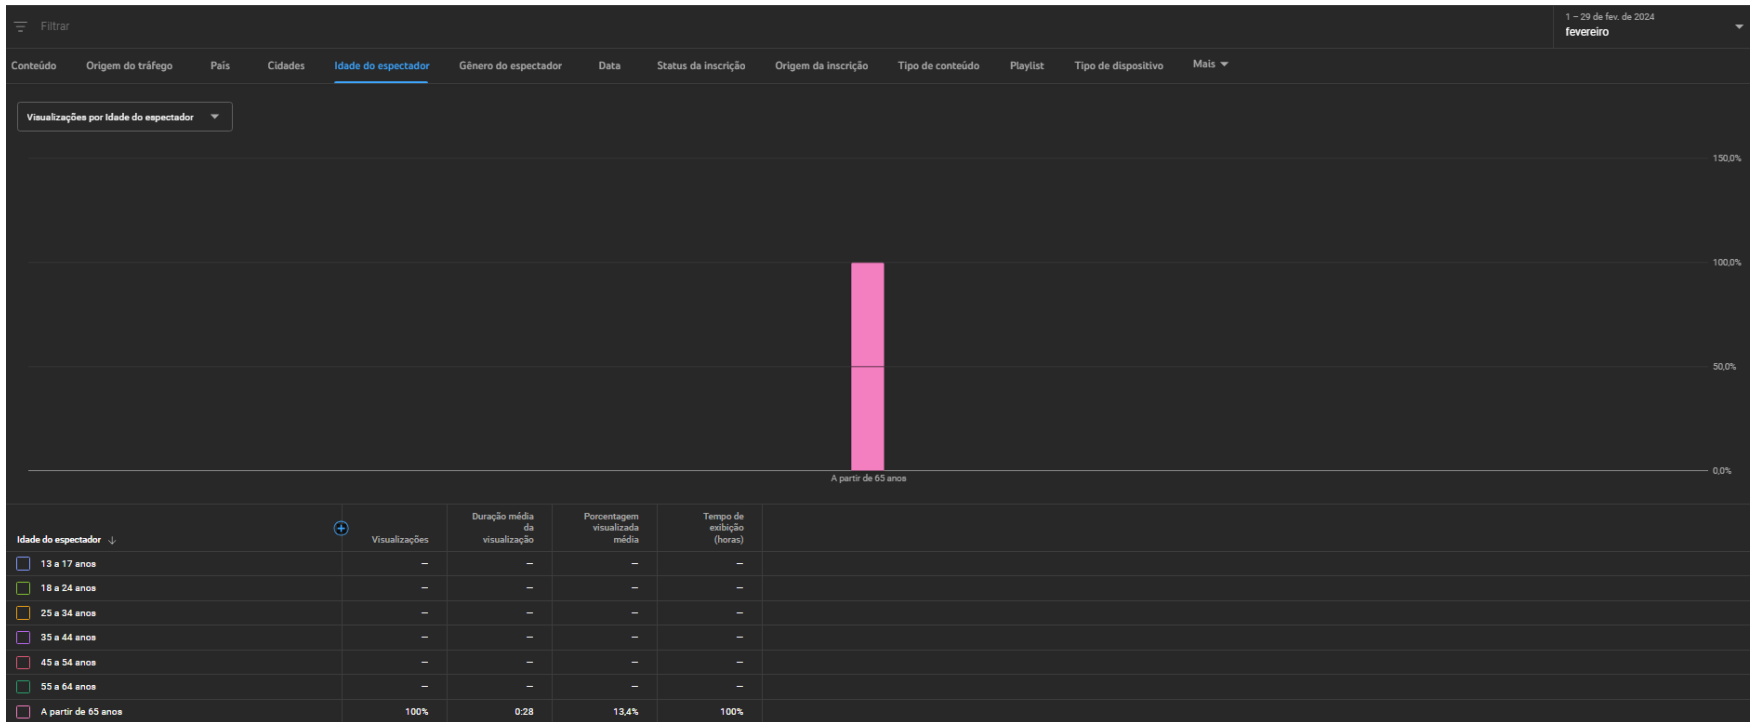 Filtrar
1 – 29 de fev. de 2024
fevereiro
Conteúdo Origem do tráfego País Cidades Idade do espectador Gênero do espectador Data Status da inscrição Origem da inscrição Tipo de conteúdo Playlist Tipo de dispositivo Mais
Visualizações por Idade do espectador
150,0%
100,0%
50,0%
0,0%
A partir de 65 anos
Idade do espectador
Visualizações
Duração média
da
visualização
Porcentagem
visualizada
média
Tempo de
exibição
(horas)
13 a 17 anos — — — —
18 a 24 anos — — — —
25 a 34 anos — — — —
35 a 44 anos — — — —
45 a 54 anos — — — —
55 a 64 anos — — — —
A partir de 65 anos 100% 0:28 13,4% 100%